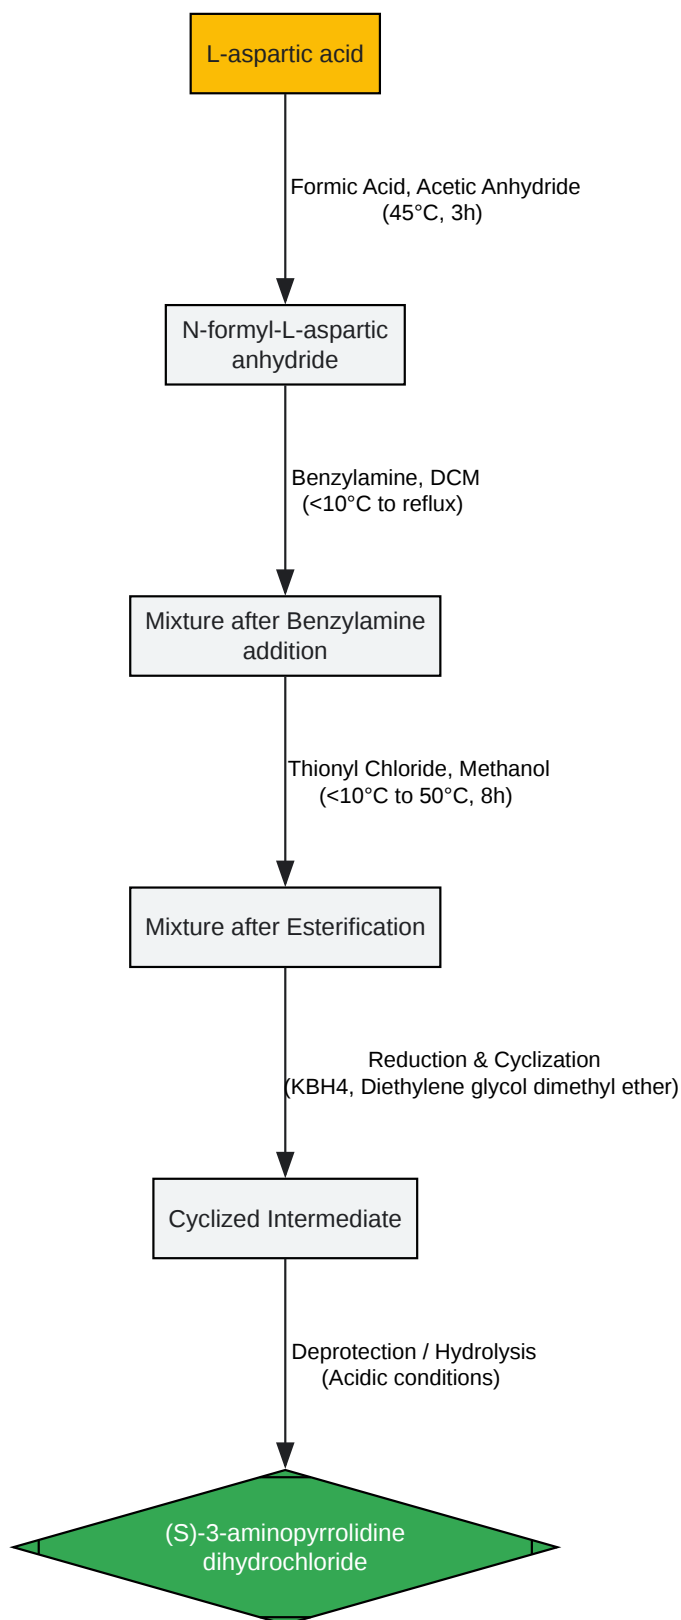 L-aspartic acid
Formic Acid, Acetic Anhydride
(45°C, 3h)
N-formyl-L-aspartic
anhydride
Benzylamine, DCM
(<10°C to reflux)
Mixture after Benzylamine
addition
Thionyl Chloride, Methanol
(<10°C to 50°C, 8h)
Mixture after Esterification
Reduction & Cyclization
(KBH4, Diethylene glycol dimethyl ether)
Cyclized Intermediate
Deprotection / Hydrolysis
(Acidic conditions)
(S)-3-aminopyrrolidine
dihydrochloride